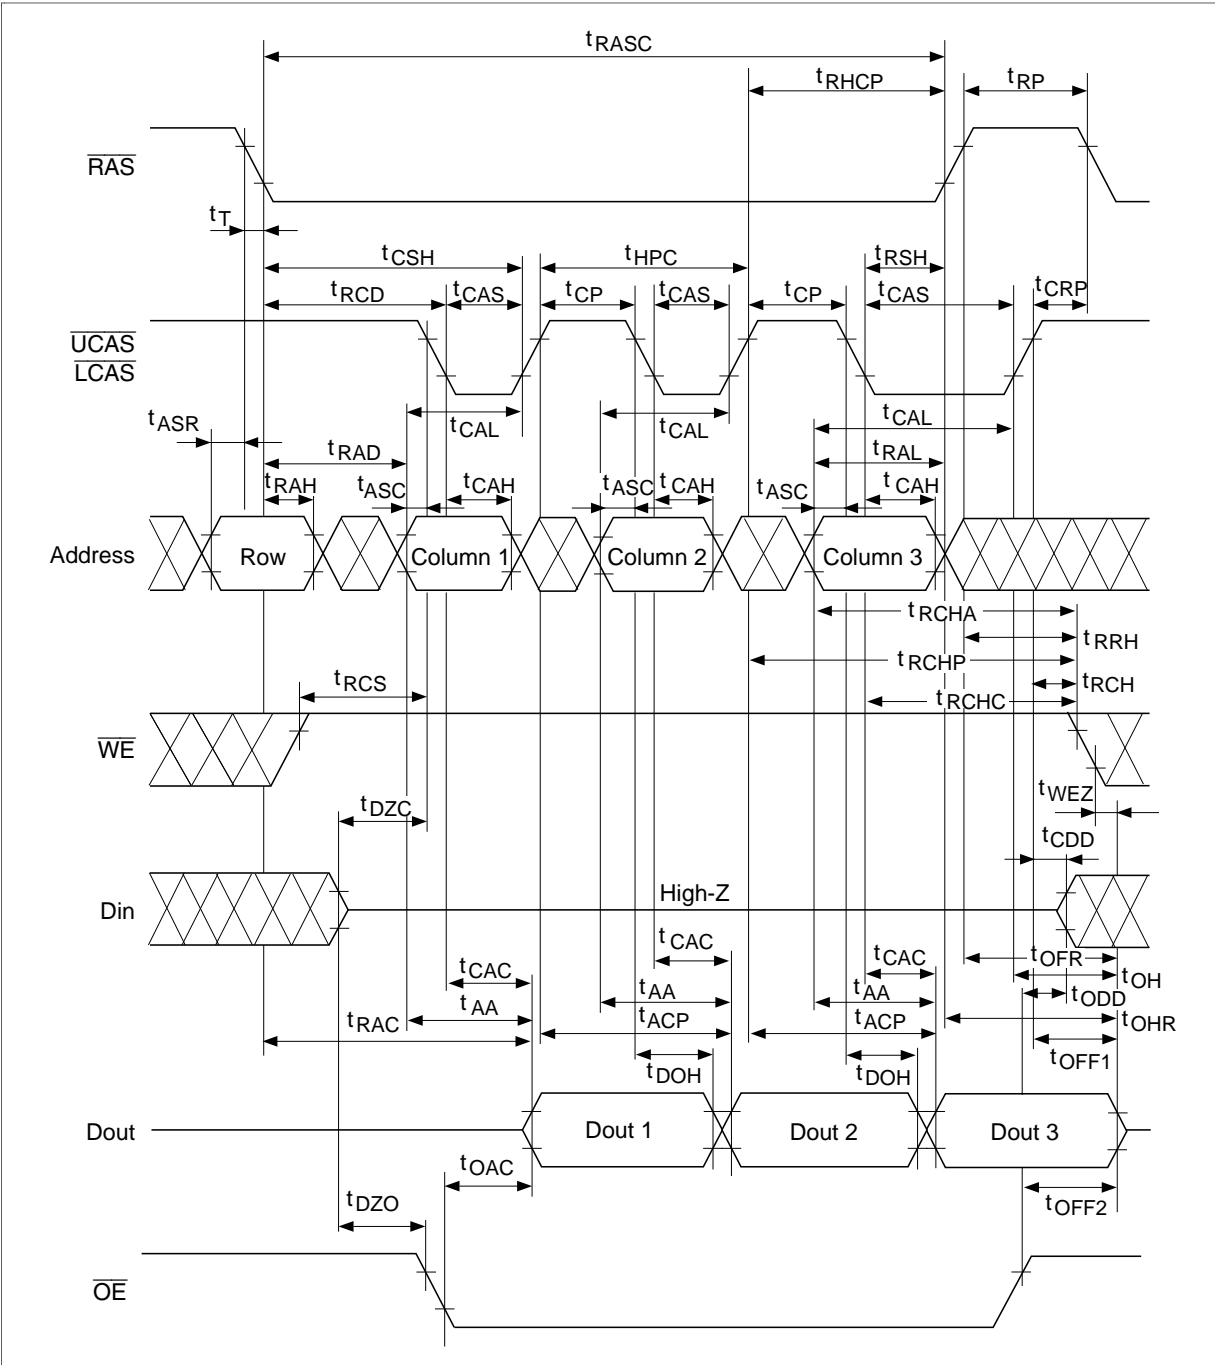 tRASC
tRHCP tRP
RAS
tT
tCSH tHPC tRSH
tRCD tCAS tCP tCAS tCP tCAS tCRP
UCAS
LCAS
tASR tCAL tCAL tCAL
tRAD tRAL
tRAH tASC tCAH tASC tCAH tASC tCAH
Address Row Column 1 Column 2 Column 3
tRCHA
tRRH
tRCHP
tRCS tRCH
tRCHC
WE
tWEZ
tDZC
tCDD
Din High-Z
tCAC tCAC tOFR
tCAC tOH
tAA tAA tAA tODD
tRAC tACP tACP tOHR
tOFF1
tDOH tDOH
Dout Dout 1 Dout 2 Dout 3
tOAC
tDZO tOFF2
OE